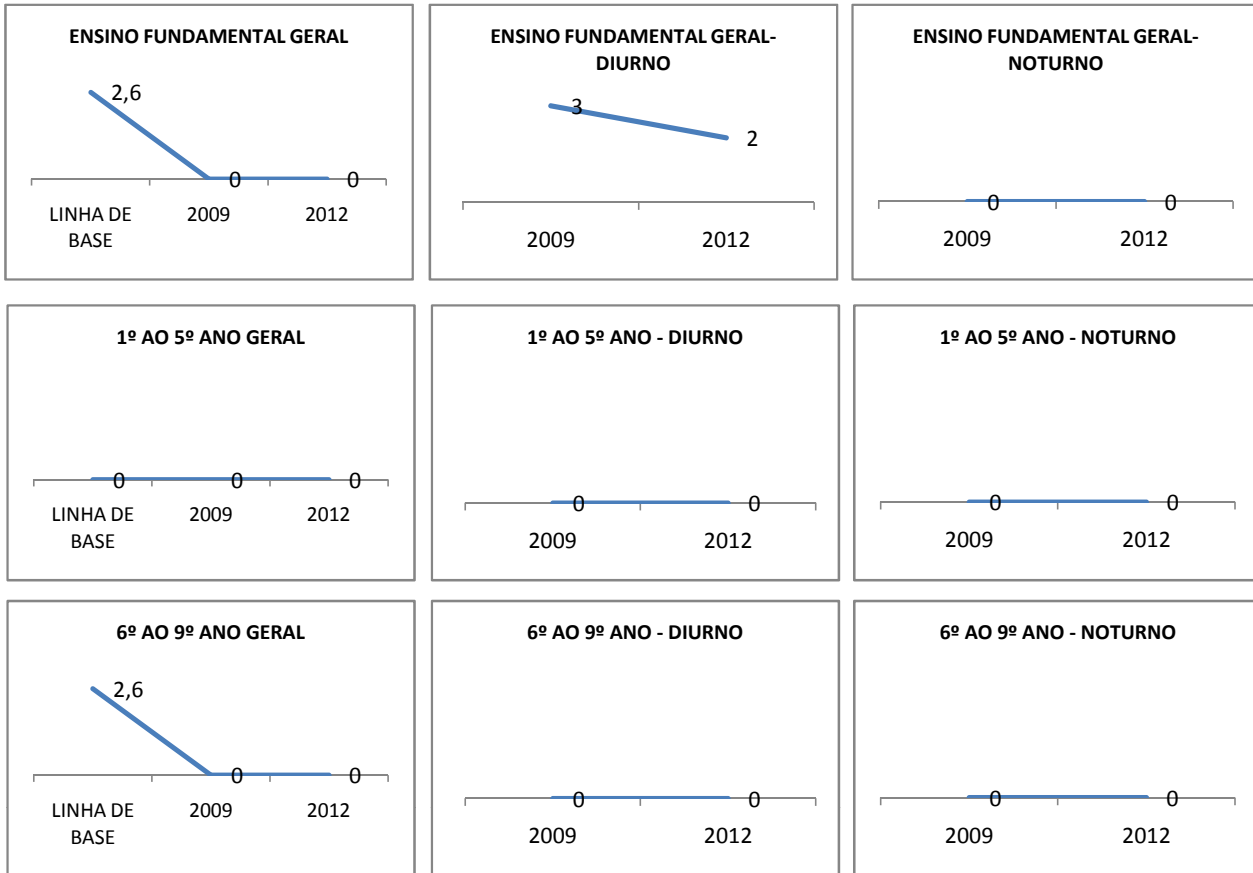 ENSINO FUNDAMENTAL GERAL
2,6
0
0
LINHA DE
BASE
2009
2012
ENSINO FUNDAMENTAL GERAL-
DIURNO
3
2
2009
2012
ENSINO FUNDAMENTAL GERAL-
NOTURNO
0
0
2009
2012
1º AO 5º ANO GERAL
0
0
0
LINHA DE
BASE
2009
2012
1º AO 5º ANO - DIURNO
0
0
2009
2012
1º AO 5º ANO - NOTURNO
0
0
2009
2012
6º AO 9º ANO GERAL
2,6
0
0
LINHA DE
BASE
2009
2012
6º AO 9º ANO - DIURNO
0
0
2009
2012
6º AO 9º ANO - NOTURNO
0
0
2009
2012